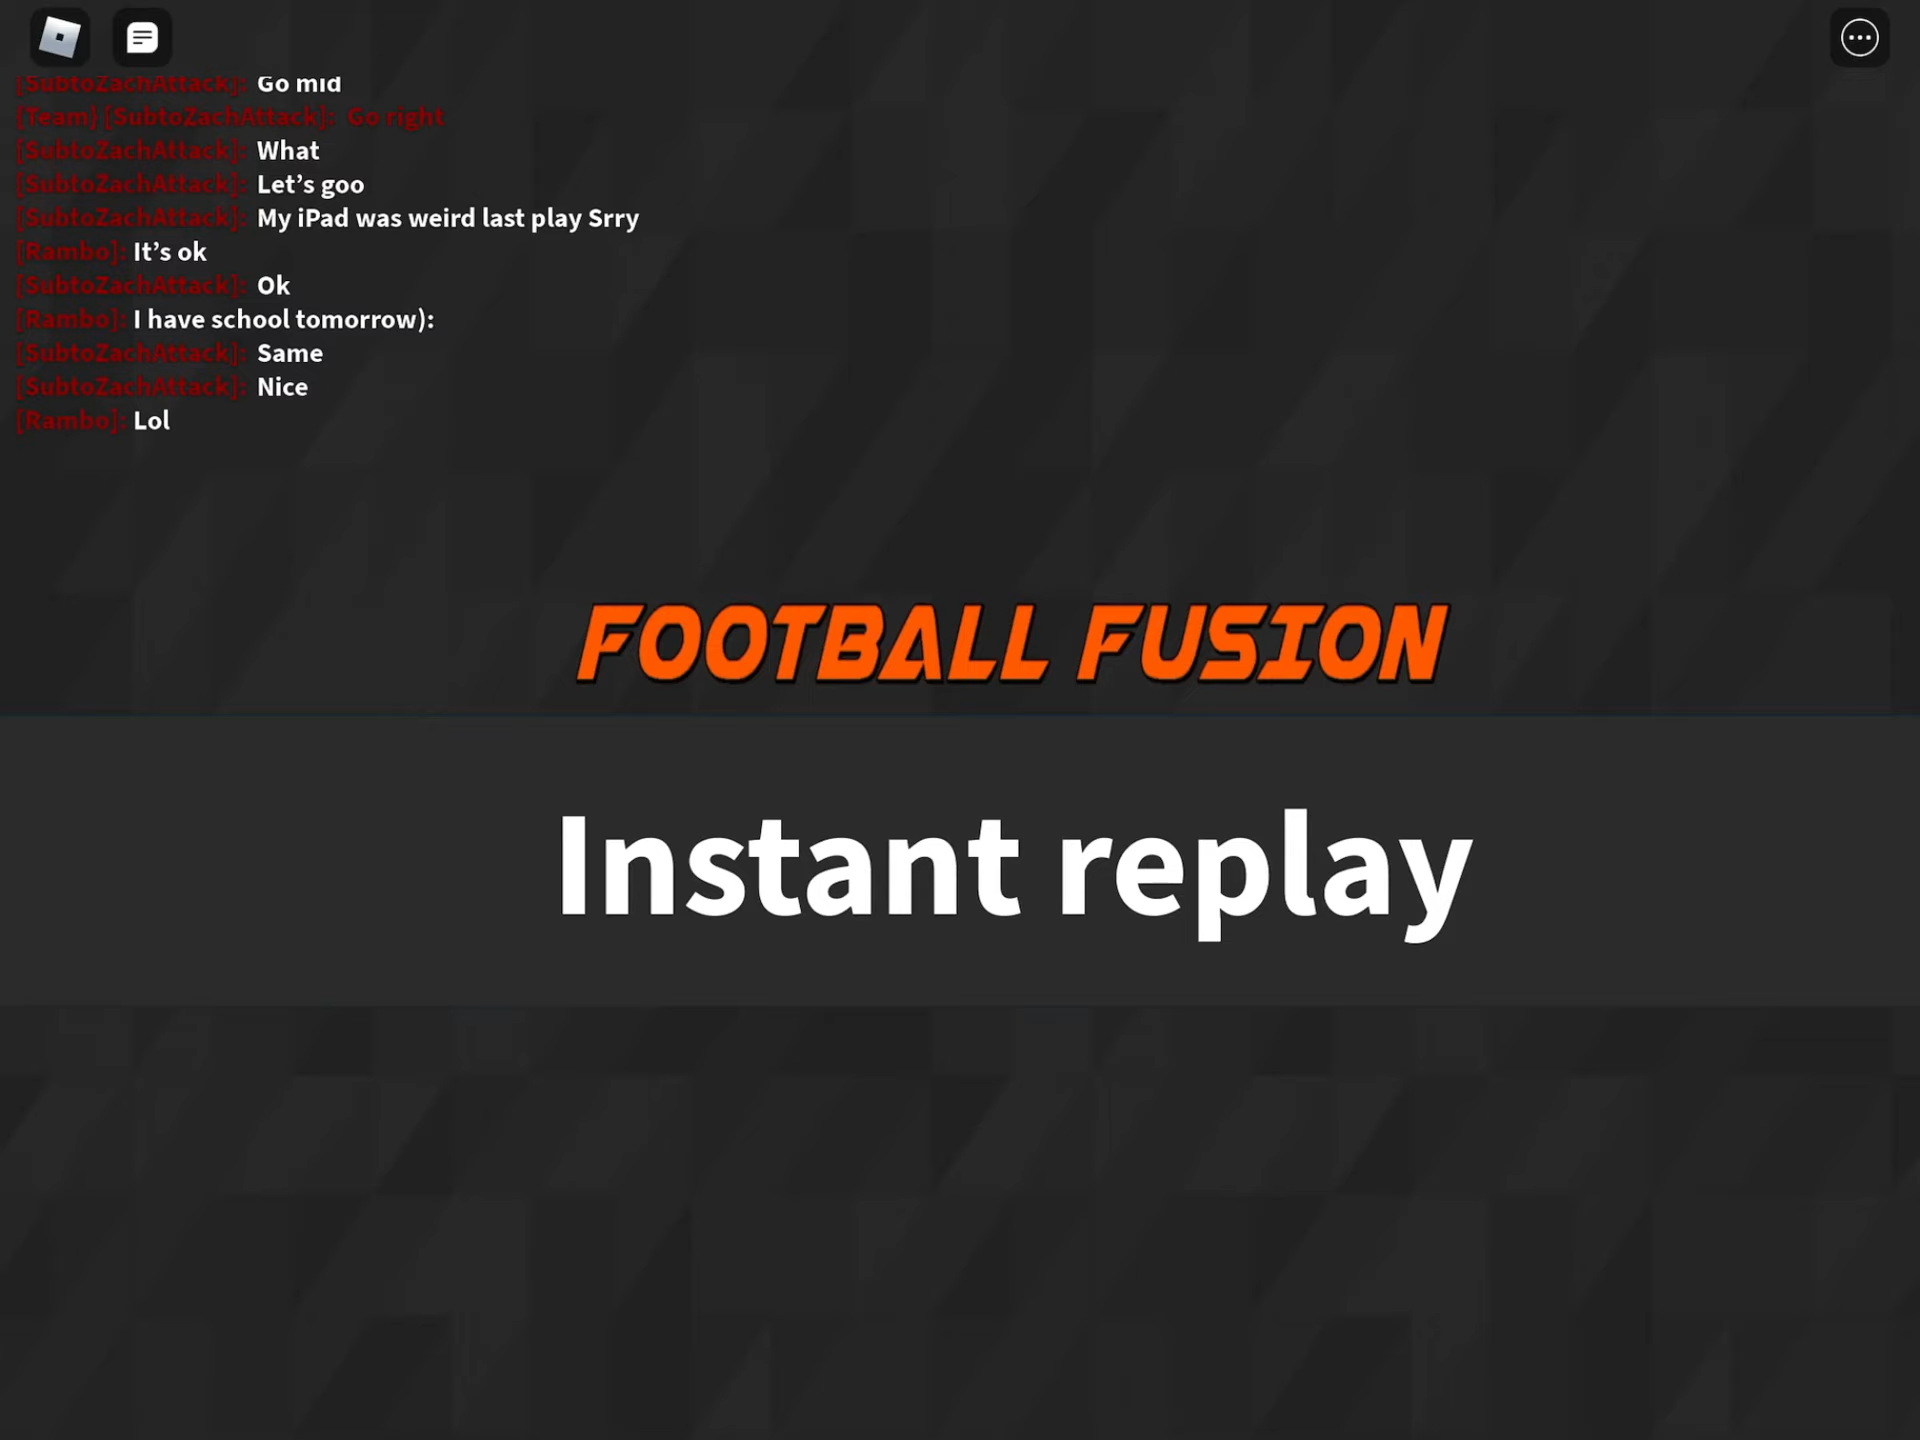 [SubtoZachAttack]: Go mid
{Team} [SubtoZachAttack]: Go right
[SubtoZachAttack]: What
[SubtoZachAttack]: Let’s goo
[SubtoZachAttack]: My iPad was weird last play Srry
[Rambo]: It’s ok
[SubtoZachAttack]: Ok
[Rambo]: I have school tomorrow):
[SubtoZachAttack]: Same
[SubtoZachAttack]: Nice
[Rambo]: Lol
FOOTBALL FUSION
Instant replay